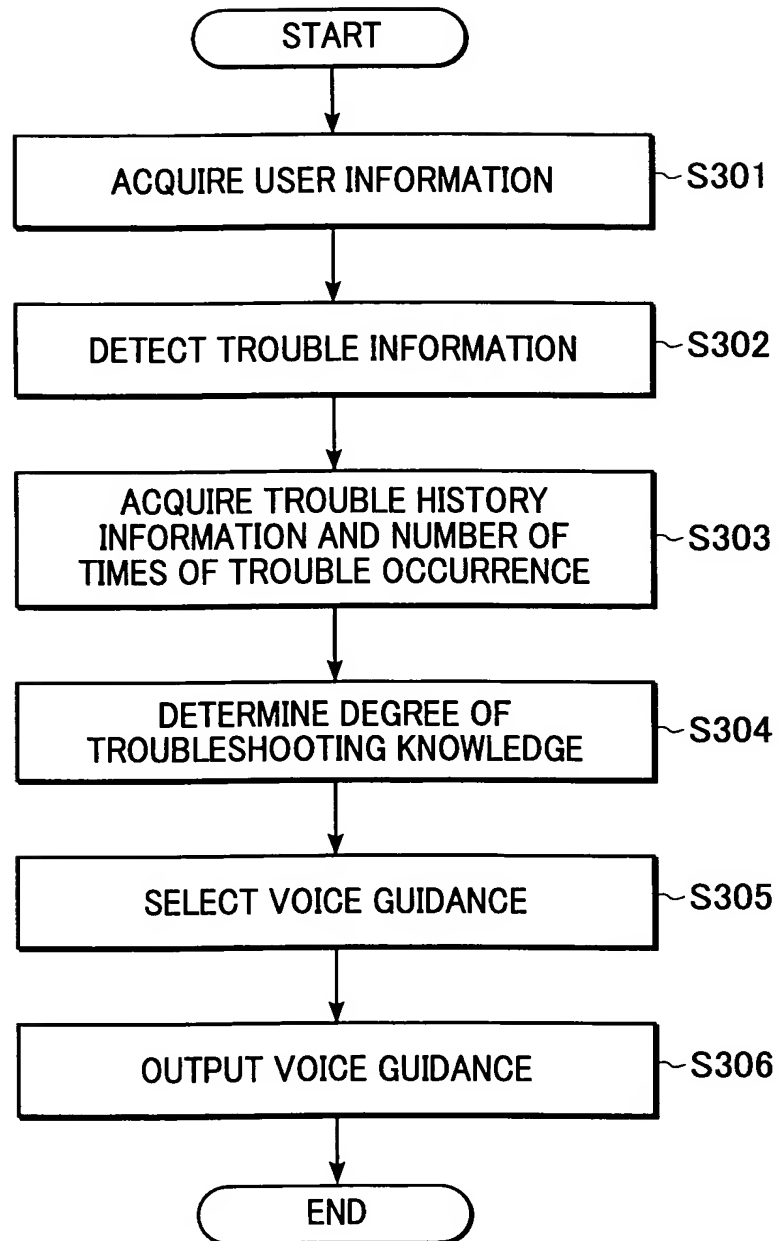 START
ACQUIRE USER INFORMATION
S301
DETECT TROUBLE INFORMATION
S302
ACQUIRE TROUBLE HISTORY
INFORMATION AND NUMBER OF
TIMES OF TROUBLE OCCURRENCE
S303
DETERMINE DEGREE OF
TROUBLESHOOTING KNOWLEDGE
S304
SELECT VOICE GUIDANCE
S305
OUTPUT VOICE GUIDANCE
S306
END